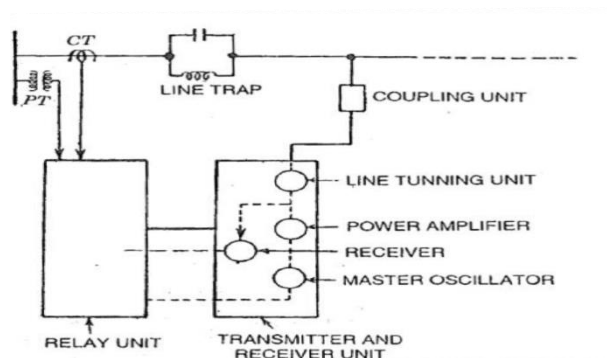 CT
PT
LINE TRAP
COUPLING UNIT
LINE TUNNING UNIT
POWER AMPLIFIER
RECEIVER
MASTER OSCILLATOR
RELAY UNIT
TRANSMITTER AND
RECEIVER UNIT